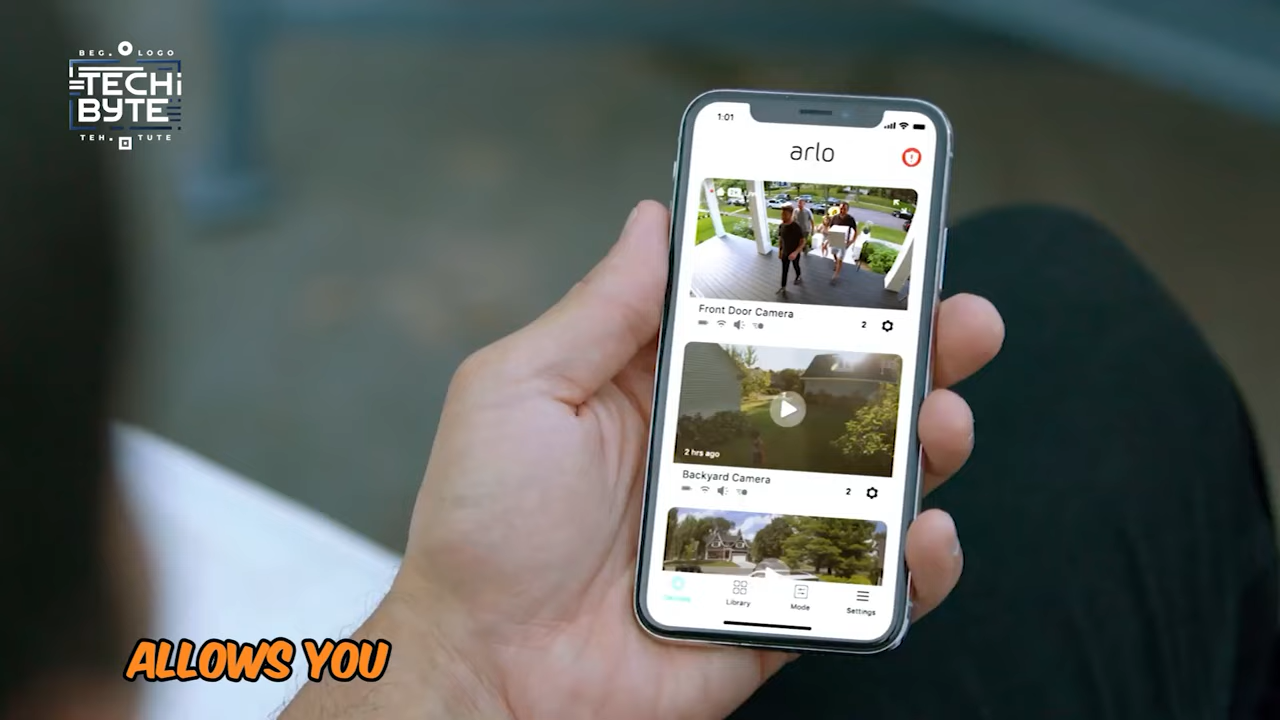 BEG. LOGO
TECHi
BYTE
TEH. TUTE
1:01
arlo
Front Door Camera
2
2 hrs ago
Backyard Camera
2
Library
Mode
Settings
ALLOWS YOU